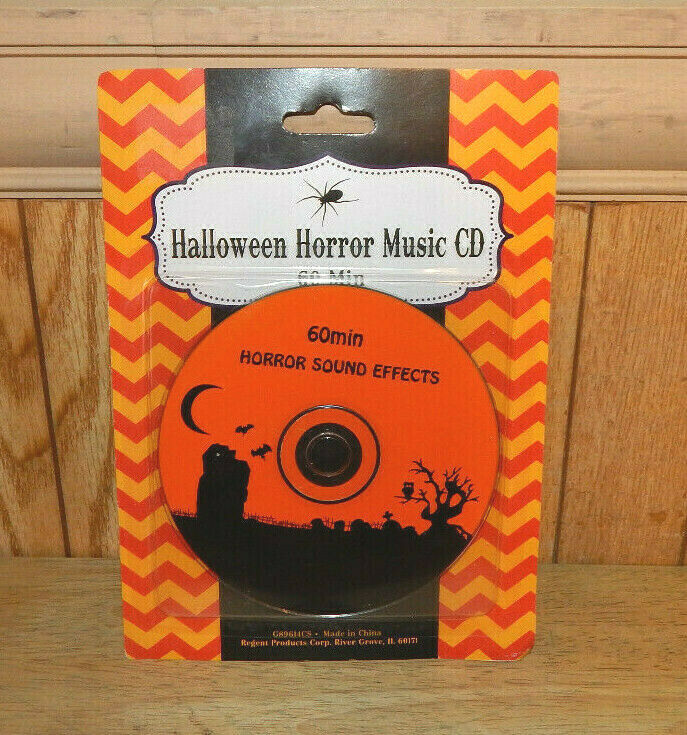 Halloween Horror Music CD
60 Min
60min
HORROR SOUND EFFECTS
G89614CS • Made in China
Regent Products Corp. River Grove, IL 60171